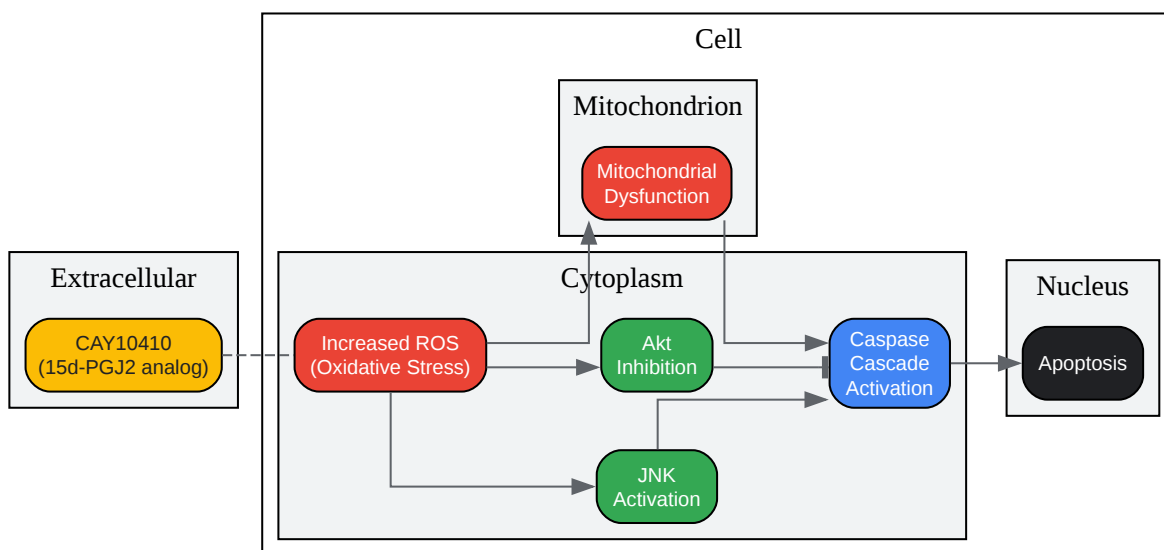 Cell
Mitochondrion
Mitochondrial
Dysfunction
Extracellular
CAY10410
(15d-PGJ2 analog)
Cytoplasm
Increased ROS
(Oxidative Stress)
Akt
Inhibition
Caspase
Cascade
Activation
JNK
Activation
Nucleus
Apoptosis